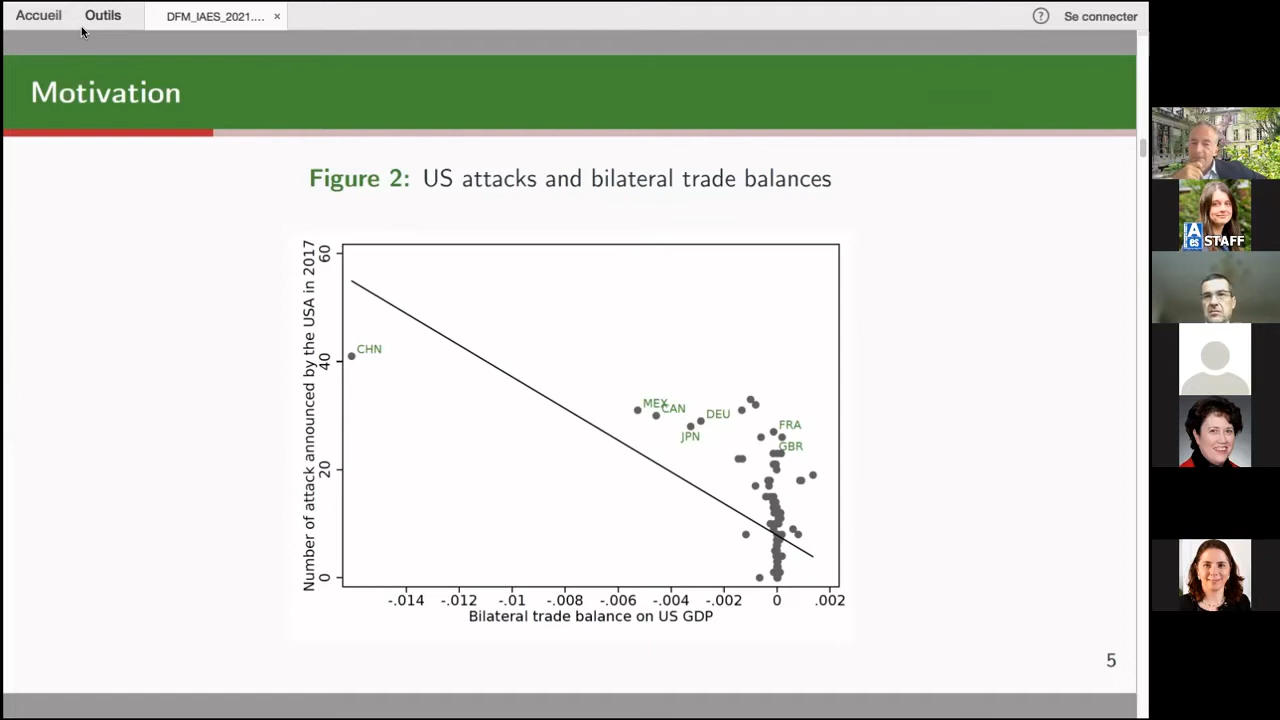 Accueil Outils DFM_IAES_2021.... × ? Se connecter
Motivation
Figure 2: US attacks and bilateral trade balances
Number of attack announced by the USA in 2017
60
40
20
0
CHN
MEX
CAN
DEU
JPN
FRA
GBR
-.014 -.012 -.01 -.008 -.006 -.004 -.002 0 .002
Bilateral trade balance on US GDP
5
A
es STAFF